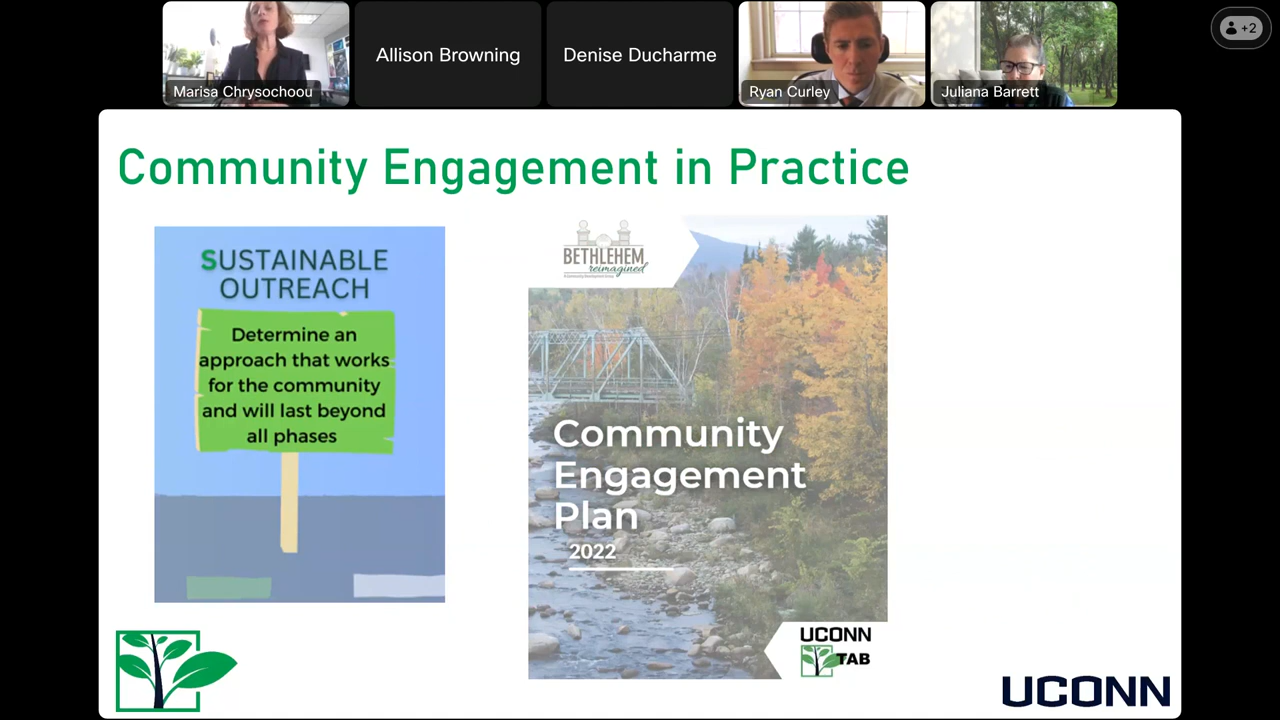 Marisa Chrysochoou
Allison Browning
Denise Ducharme
Ryan Curley
Juliana Barrett
+2
Community Engagement in Practice
SUSTAINABLE
OUTREACH
Determine an
approach that works
for the community
and will last beyond
all phases
BETHLEHEM
reimagined
Community
Engagement
Plan
2022
UCONN
TAB
UCONN